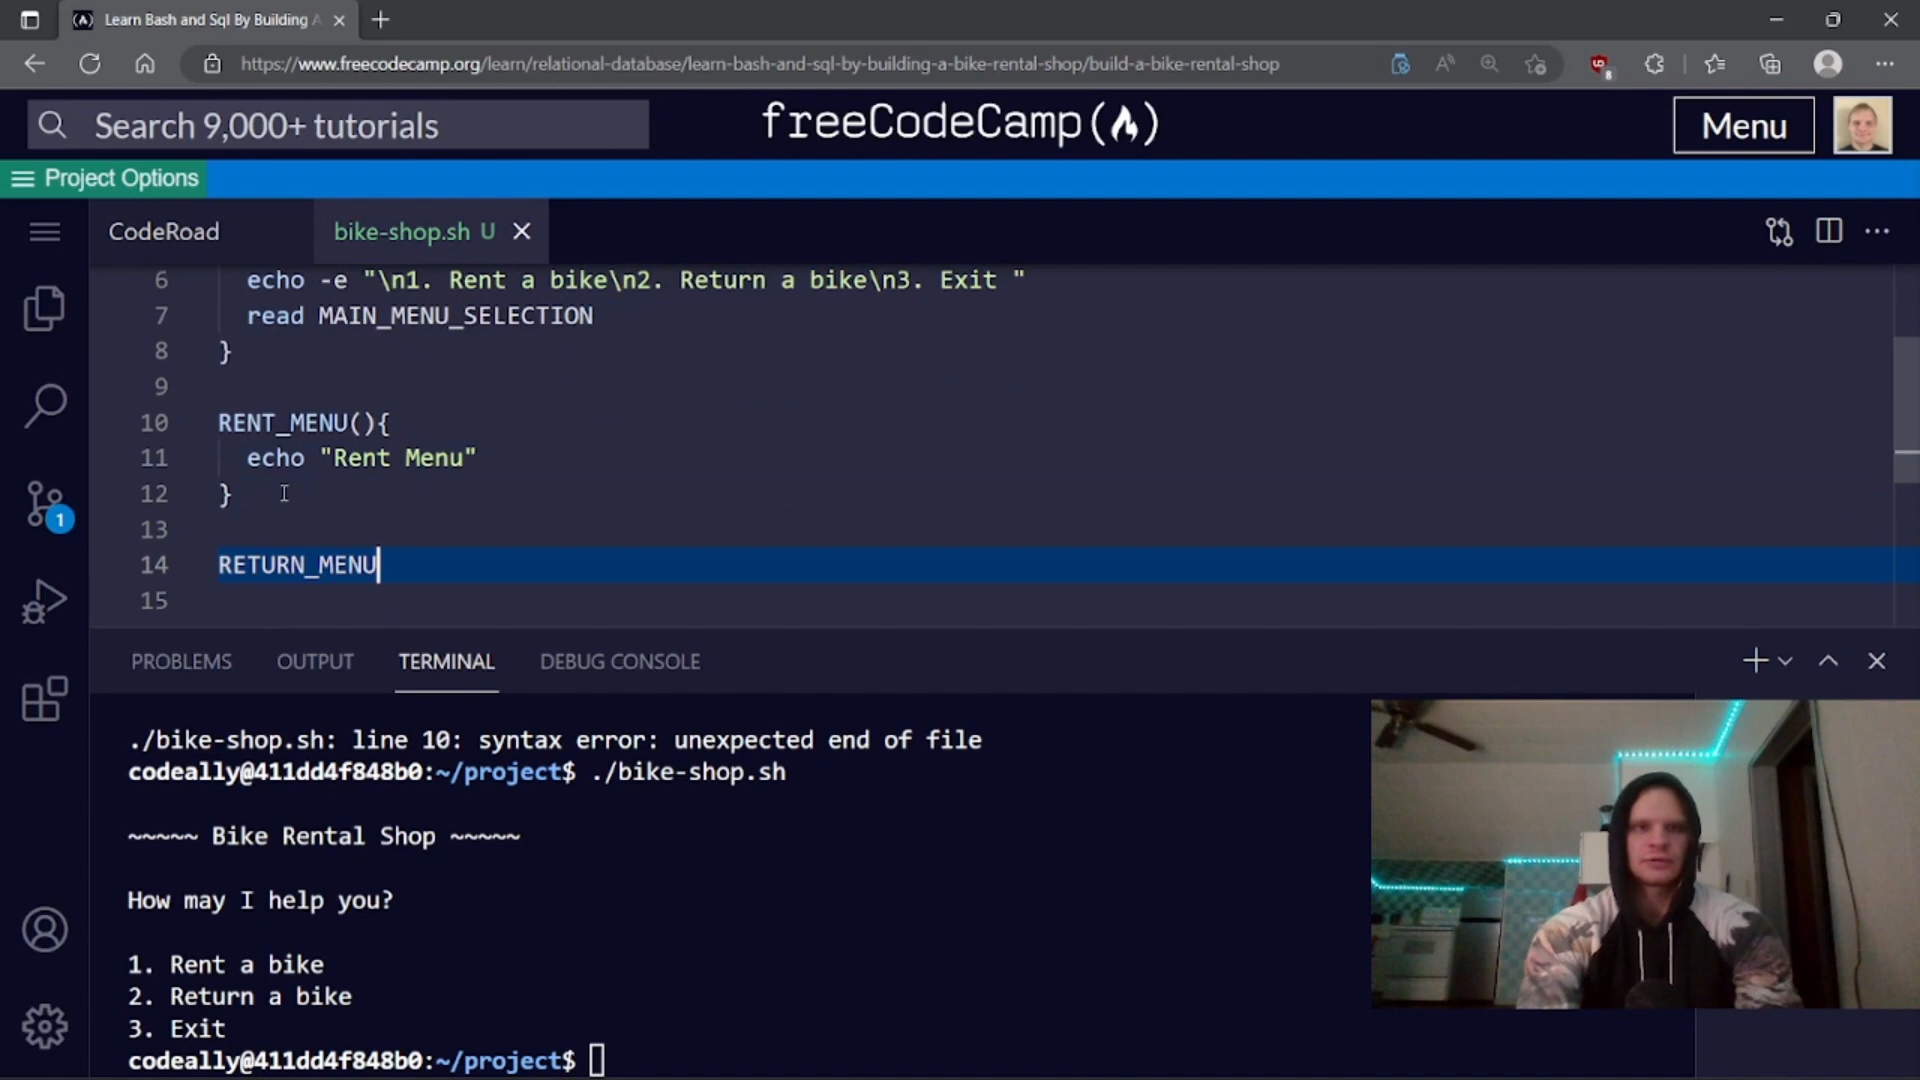 Learn Bash and Sql By Building A
https://www.freecodecamp.org/learn/relational-database/learn-bash-and-sql-by-building-a-bike-rental-shop/build-a-bike-rental-shop
8
Search 9,000+ tutorials
freeCodeCamp(🔥)
Menu
Project Options
CodeRoad
bike-shop.sh U
6 echo -e "\n1. Rent a bike\n2. Return a bike\n3. Exit "
7 read MAIN_MENU_SELECTION
8 }
9
10 RENT_MENU(){
11 echo "Rent Menu"
12 }
13
14 RETURN_MENU
15
1
PROBLEMS OUTPUT TERMINAL DEBUG CONSOLE
./bike-shop.sh: line 10: syntax error: unexpected end of file
codeally@411dd4f848b0:~/project$ ./bike-shop.sh
~~~~~ Bike Rental Shop ~~~~~
How may I help you?
1. Rent a bike
2. Return a bike
3. Exit
codeally@411dd4f848b0:~/project$